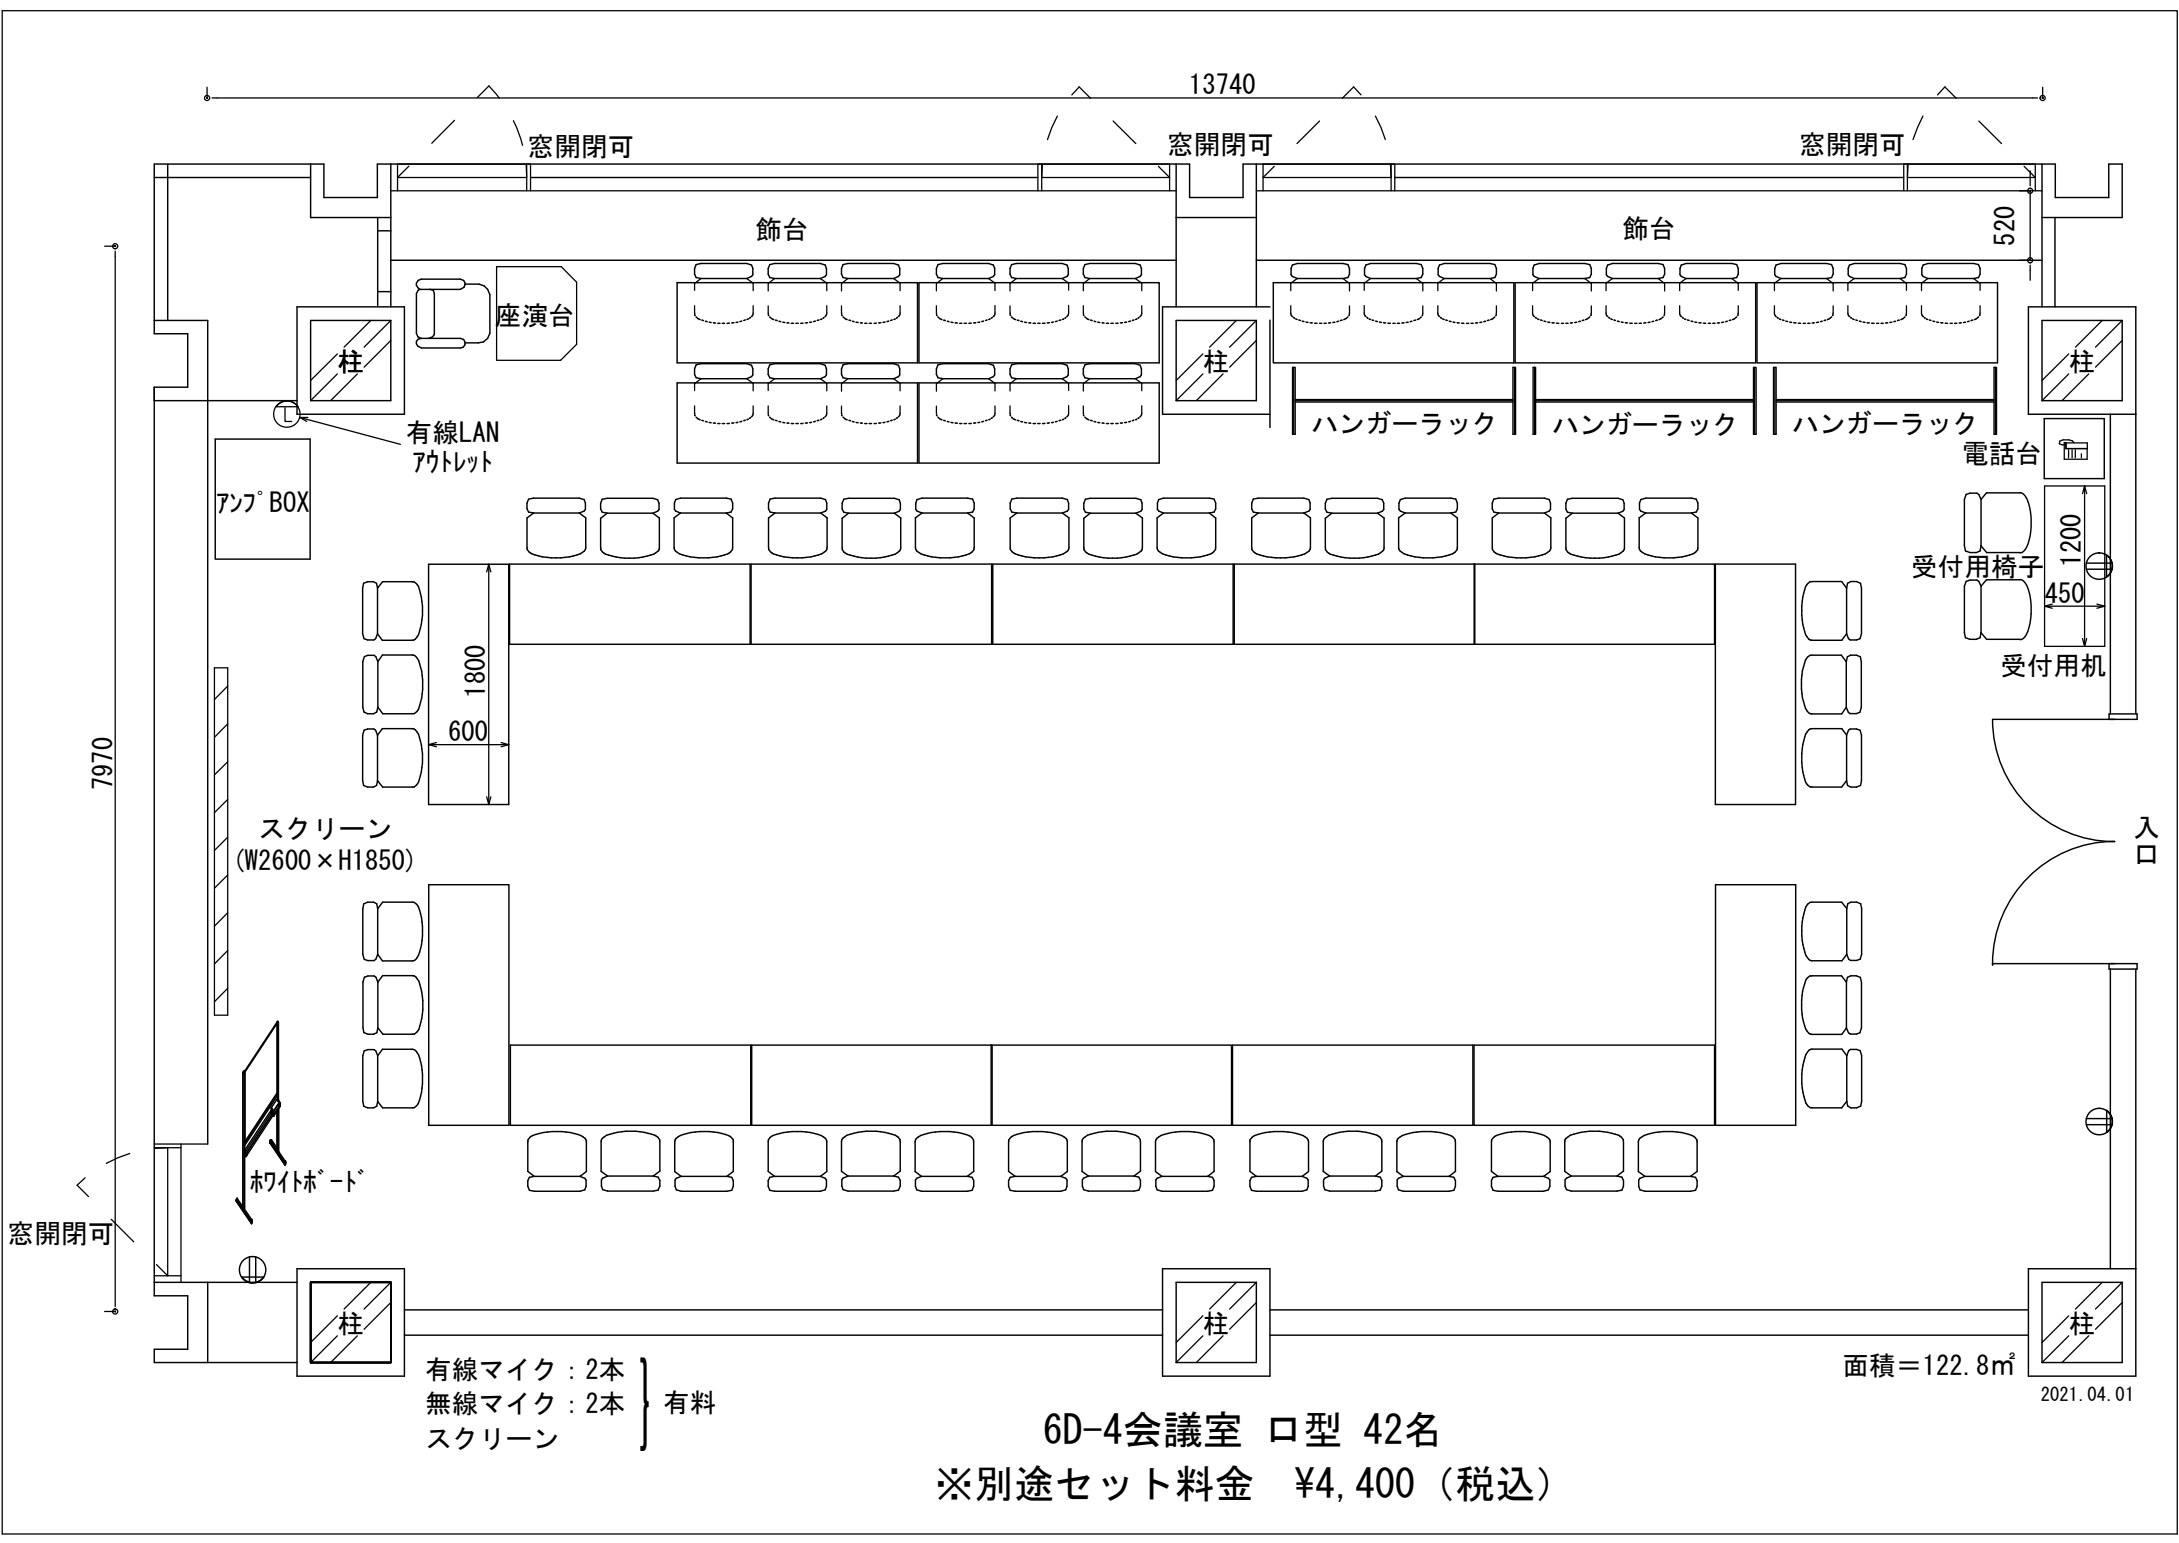 13740
窓開閉可
窓開閉可
窓開閉可
飾台
飾台
520
座演台
柱
柱
柱
有線LAN
ｱｳﾄﾚｯﾄ
ハンガーラック
ハンガーラック
ハンガーラック
電話台
ｱﾝﾌﾟBOX
1200
受付用椅子
450
受付用机
1800
600
7970
スクリーン
(W2600×H1850)
入口
ﾎﾜｲﾄﾎﾞｰﾄﾞ
窓開閉可
柱
柱
柱
有線マイク：2本
無線マイク：2本
スクリーン
有料
面積＝122.8㎡
2021.04.01
6D-4会議室 ロ型 42名
※別途セット料金 ¥4,400（税込）